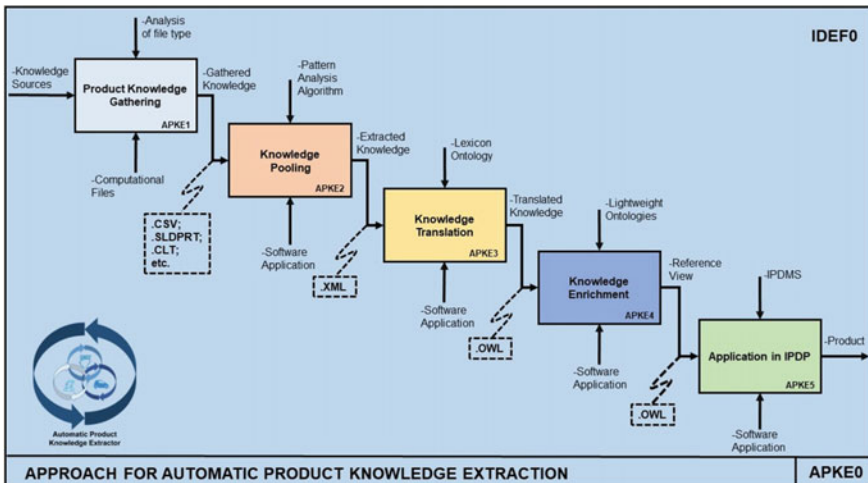 IDEF0
-Analysis
of file type
-Knowledge
Sources
Product Knowledge
Gathering
APKE1
-Computational
Files
-Gathered
Knowledge
.CSV;
.SLDPRT;
.CLT;
etc.
-Pattern
Analysis
Algorithm
Knowledge
Pooling
APKE2
-Software
Application
-Extracted
Knowledge
.XML
-Lexicon
Ontology
Knowledge
Translation
APKE3
-Software
Application
-Translated
Knowledge
.OWL
-Lightweight
Ontologies
Knowledge
Enrichment
APKE4
-Software
Application
-Reference
View
.OWL
-IPDMS
Application in IPDP
APKE5
-Software
Application
-Product
Automatic Product
Knowledge Extractor
APPROACH FOR AUTOMATIC PRODUCT KNOWLEDGE EXTRACTION
APKE0